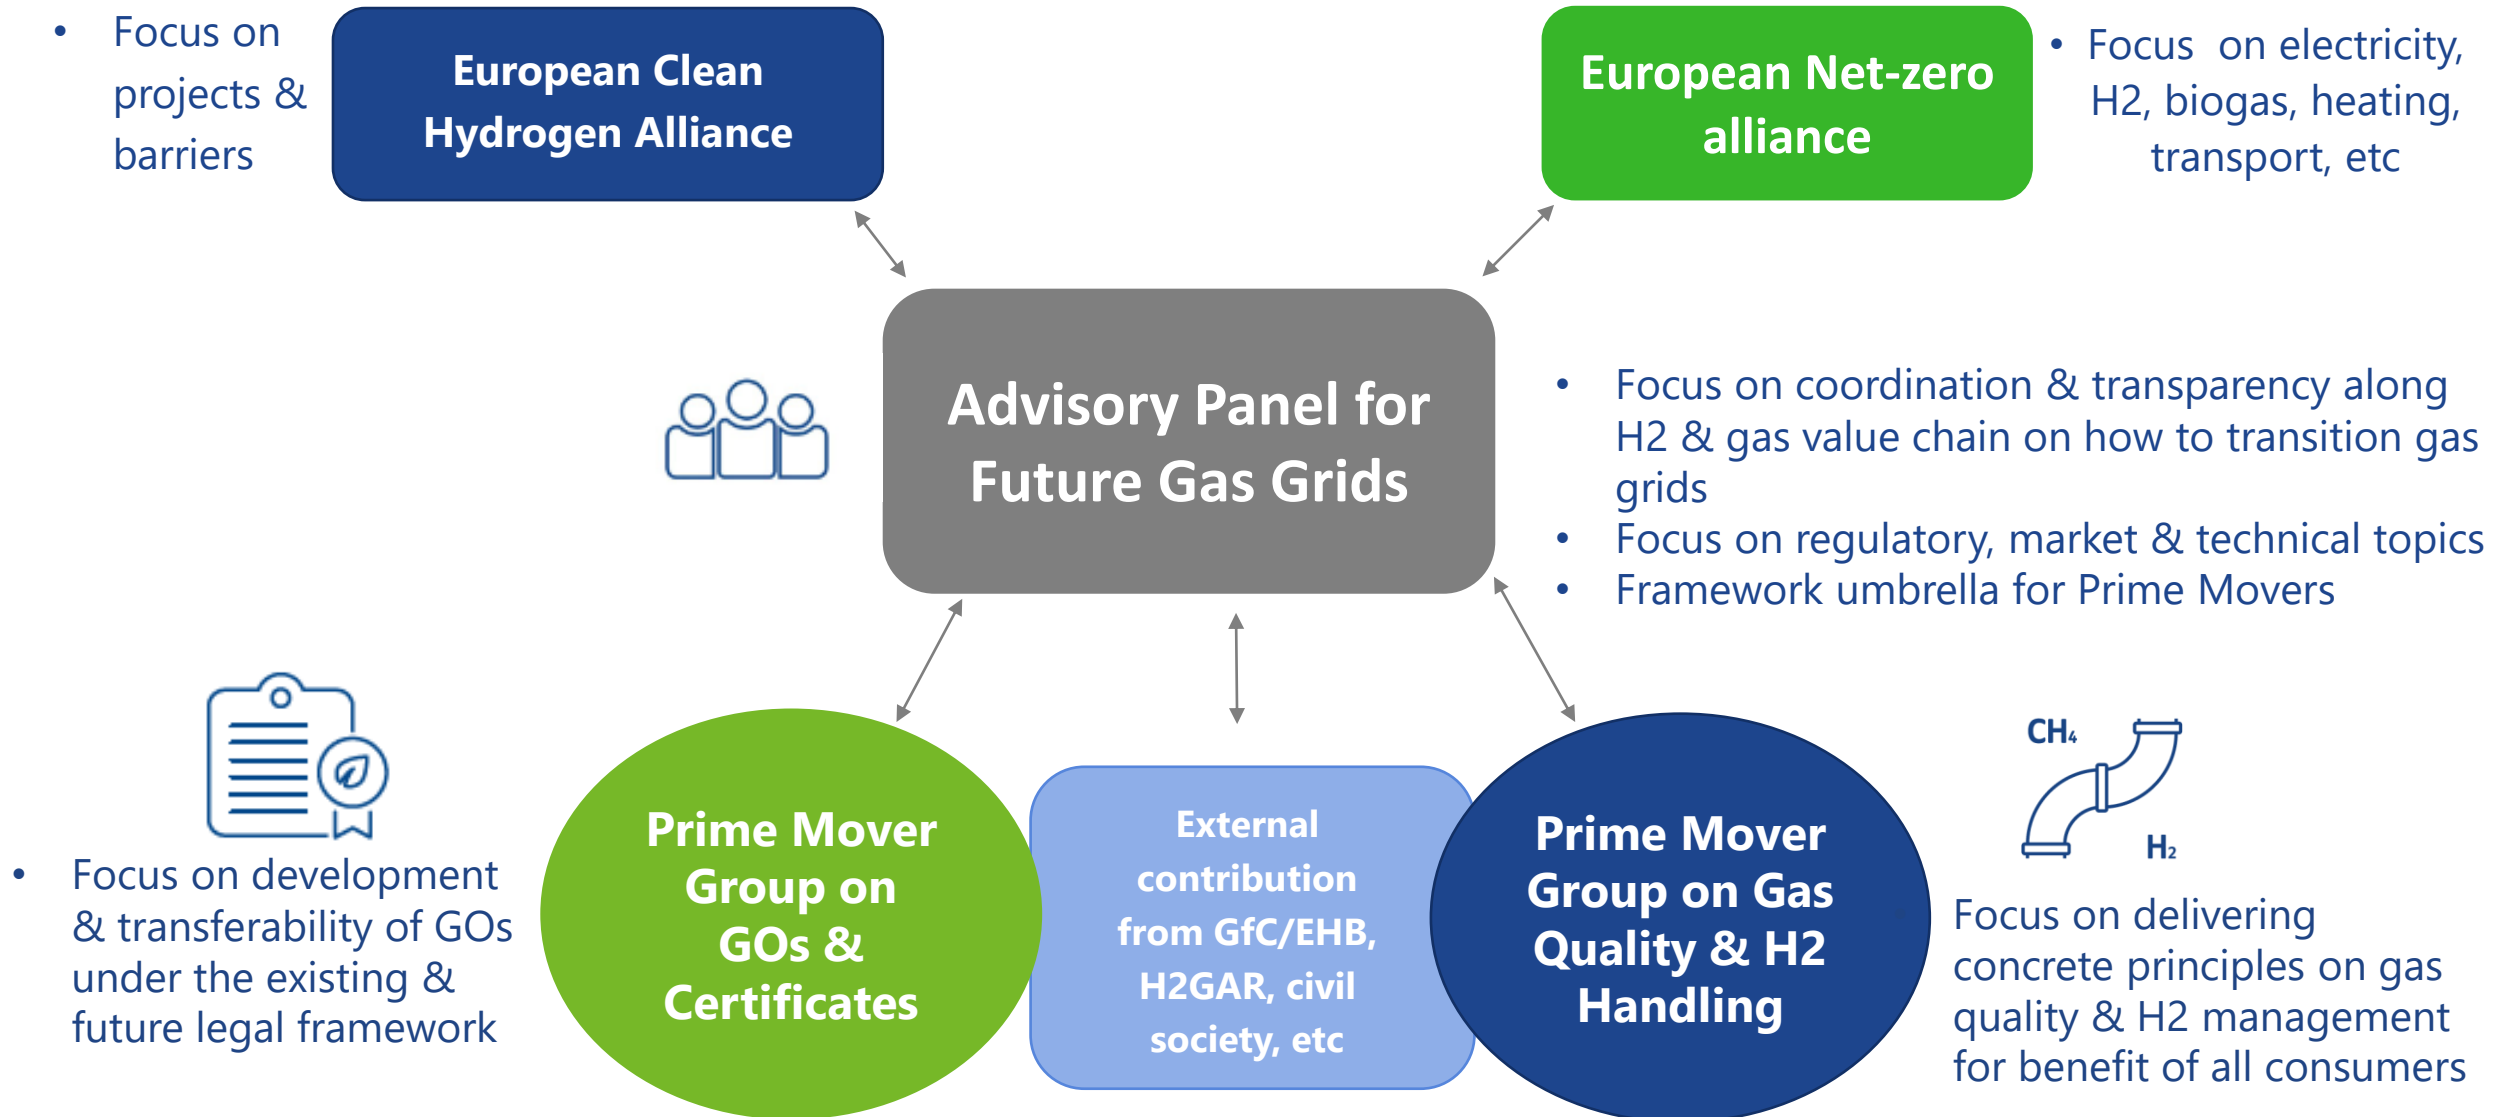 • Focus on
projects &
barriers
European Clean
Hydrogen Alliance
European Net-zero
alliance
• Focus  on electricity,
H2, biogas, heating,
transport, etc
Advisory Panel for
Future Gas Grids
• Focus on coordination & transparency along
H2 & gas value chain on how to transition gas
grids
• Focus on regulatory, market & technical topics
• Framework umbrella for Prime Movers
• Focus on development
& transferability of GOs
under the existing &
future legal framework
Prime Mover
Group on
GOs &
Certificates
External
contribution
from GfC/EHB,
H2GAR, civil
society, etc
Prime Mover
Group on Gas
Quality & H2
Handling
CH₄
H₂
Focus on delivering
concrete principles on gas
quality & H2 management
for benefit of all consumers